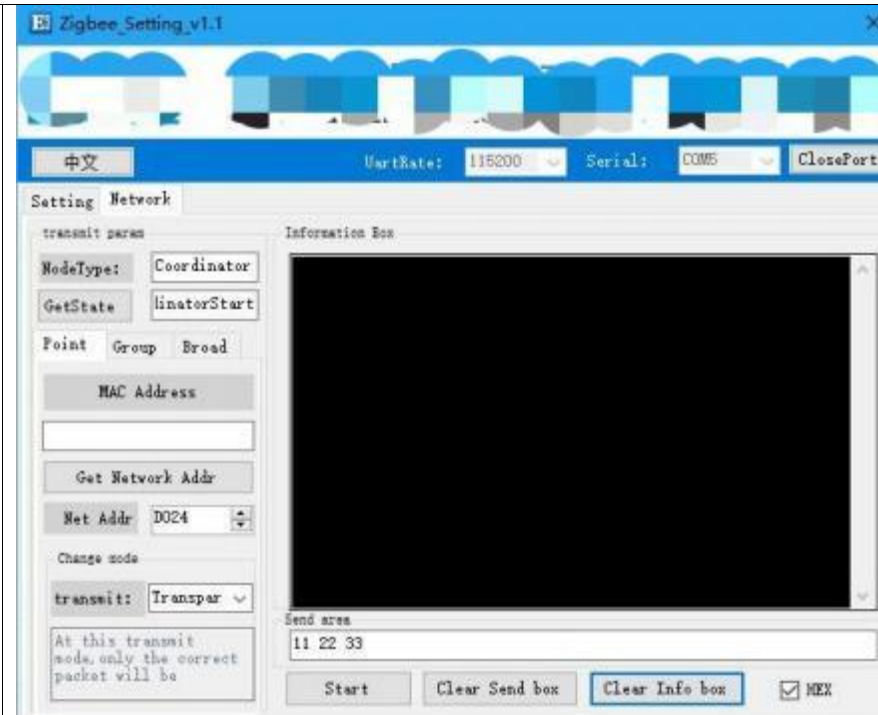 Zigbee_Setting_v1.1
中文 UartRate: 115200 Serial: COM5 ClosePort
Setting Network
transmit param
NodeType: Coordinator
GetState linatorStart
Point Group Broad
MAC Address
Get Network Addr
Net Addr D024
Change mode
transmit: Transpar
At this transmit
mode,only the correct
packet will be
Information Box
Send area
11 22 33
Start Clear Send box Clear Info box HEX